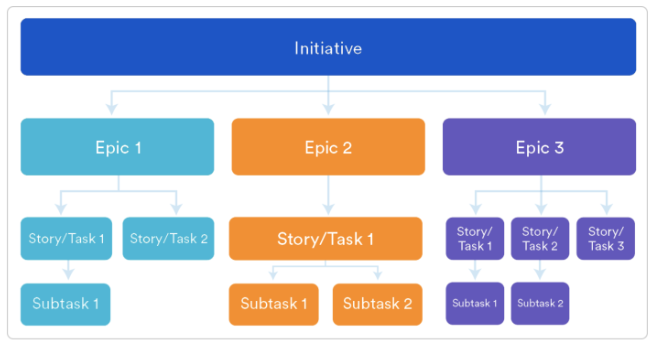 Initiative
Epic 1
Epic 2
Epic 3
Story/Task 1
Story/Task 2
Story/Task 1
Story/
Task 1
Story/
Task 2
Story/
Task 3
Subtask 1
Subtask 1
Subtask 2
Subtask 1
Subtask 2